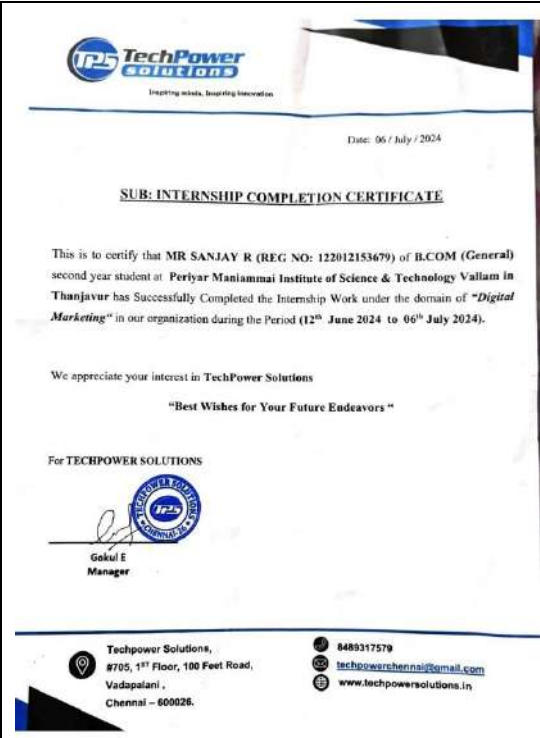 TPS TechPower
solutions
Inspiring minds, Inspiring Innovation
Date: 06 / July / 2024
SUB: INTERNSHIP COMPLETION CERTIFICATE
This is to certify that MR SANJAY R (REG NO: 122012153679) of B.COM (General)
second year student at Periyar Maniammai Institute of Science & Technology Vallam in
Thanjavur has Successfully Completed the Internship Work under the domain of "Digital
Marketing" in our organization during the Period (12th June 2024 to 06th July 2024).
We appreciate your interest in TechPower Solutions
"Best Wishes for Your Future Endeavors "
For TECHPOWER SOLUTIONS
TECHPOWER SOLUTIONS
TPS
CHENNAI-26
Gokul E
Manager
Techpower Solutions,
#705, 1ST Floor, 100 Feet Road,
Vadapalani ,
Chennai – 600026.
8489317579
techpowerchennai@gmail.com
www.techpowersolutions.in